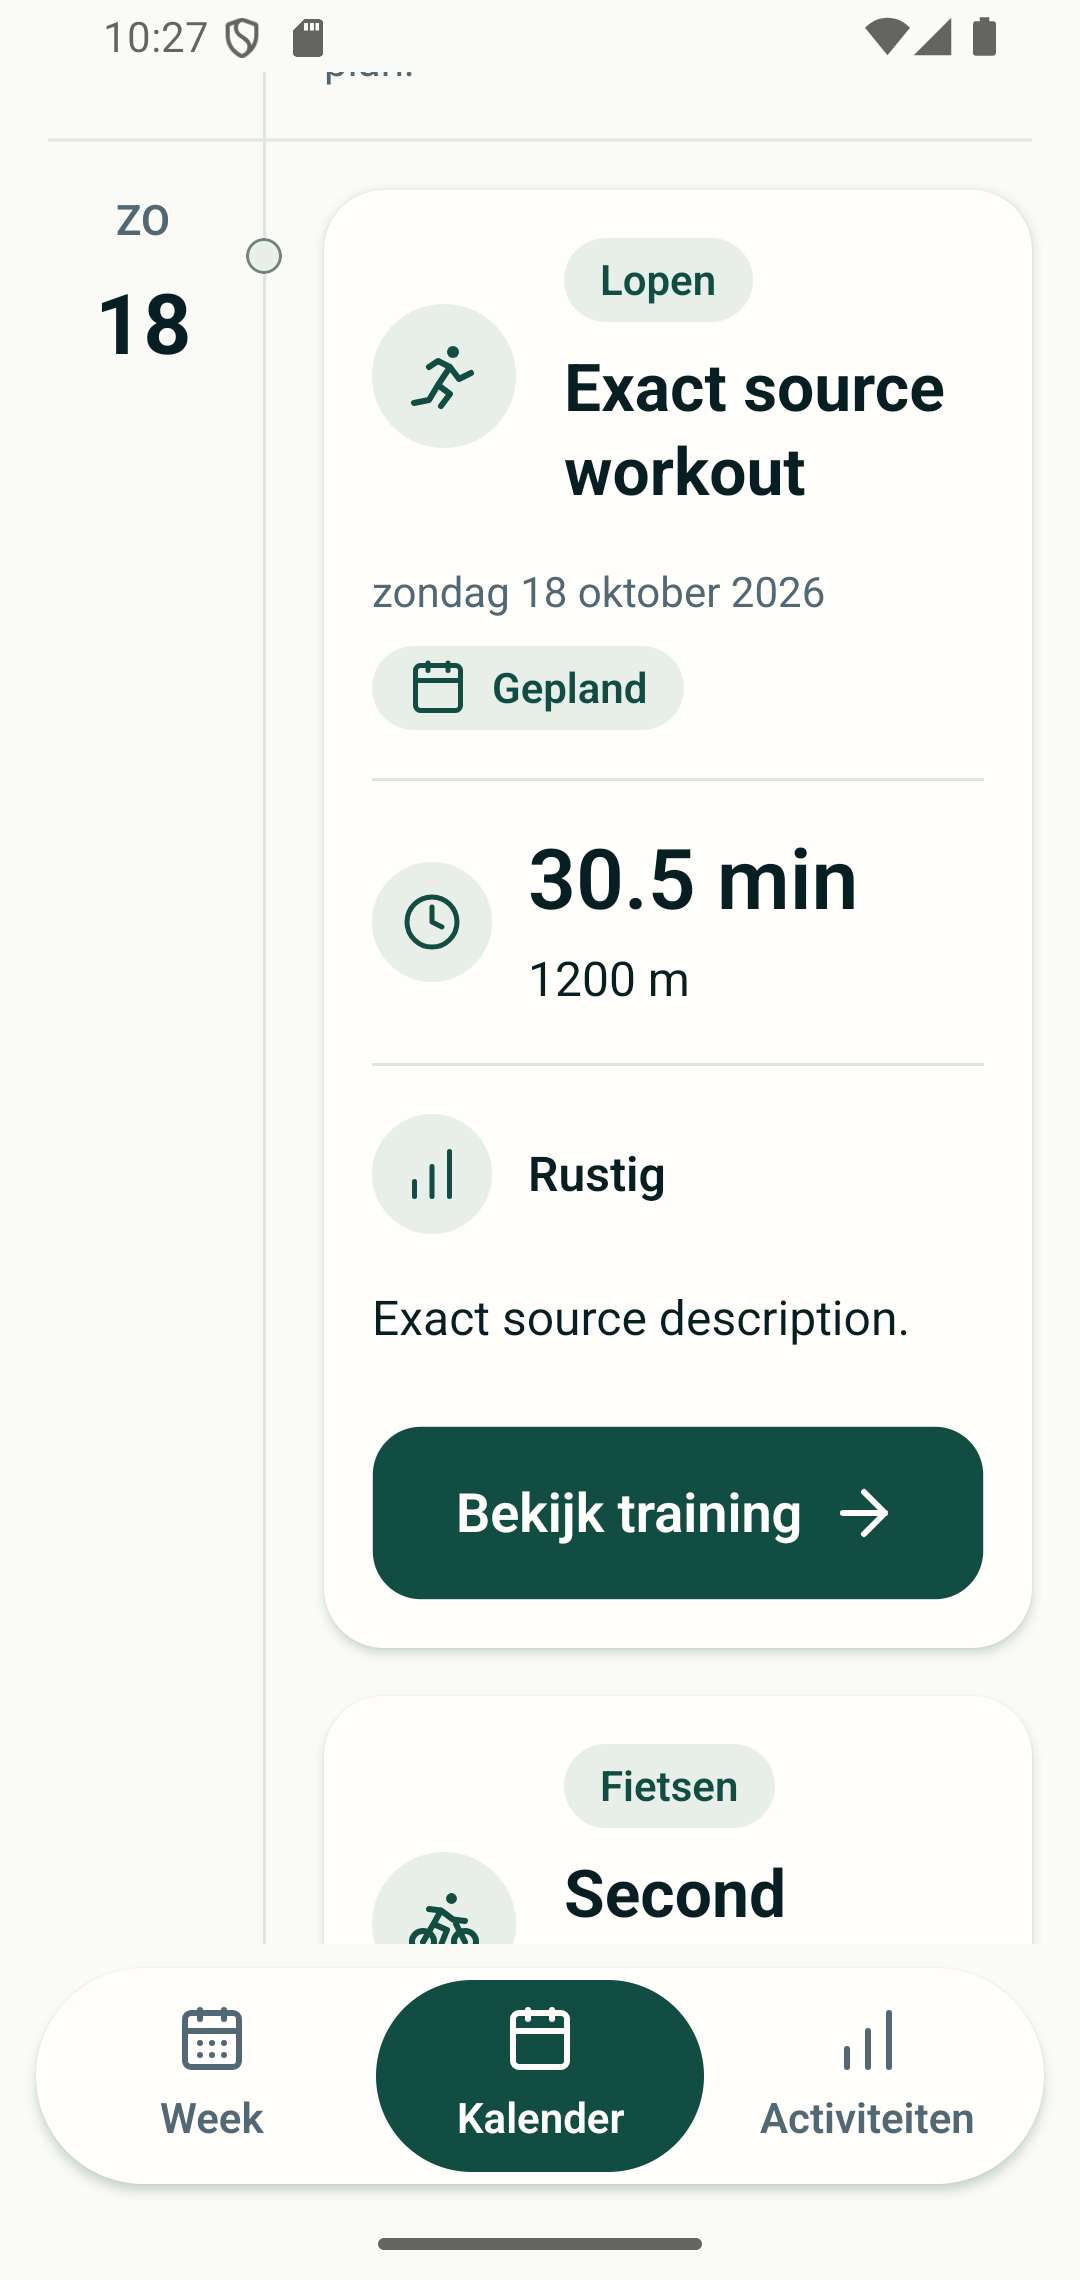 10:27
plan.
ZO
18
Lopen
Exact source
workout
zondag 18 oktober 2026
Gepland
30.5 min
1200 m
Rustig
Exact source description.
Bekijk training
Fietsen
Second
Week
Kalender
Activiteiten